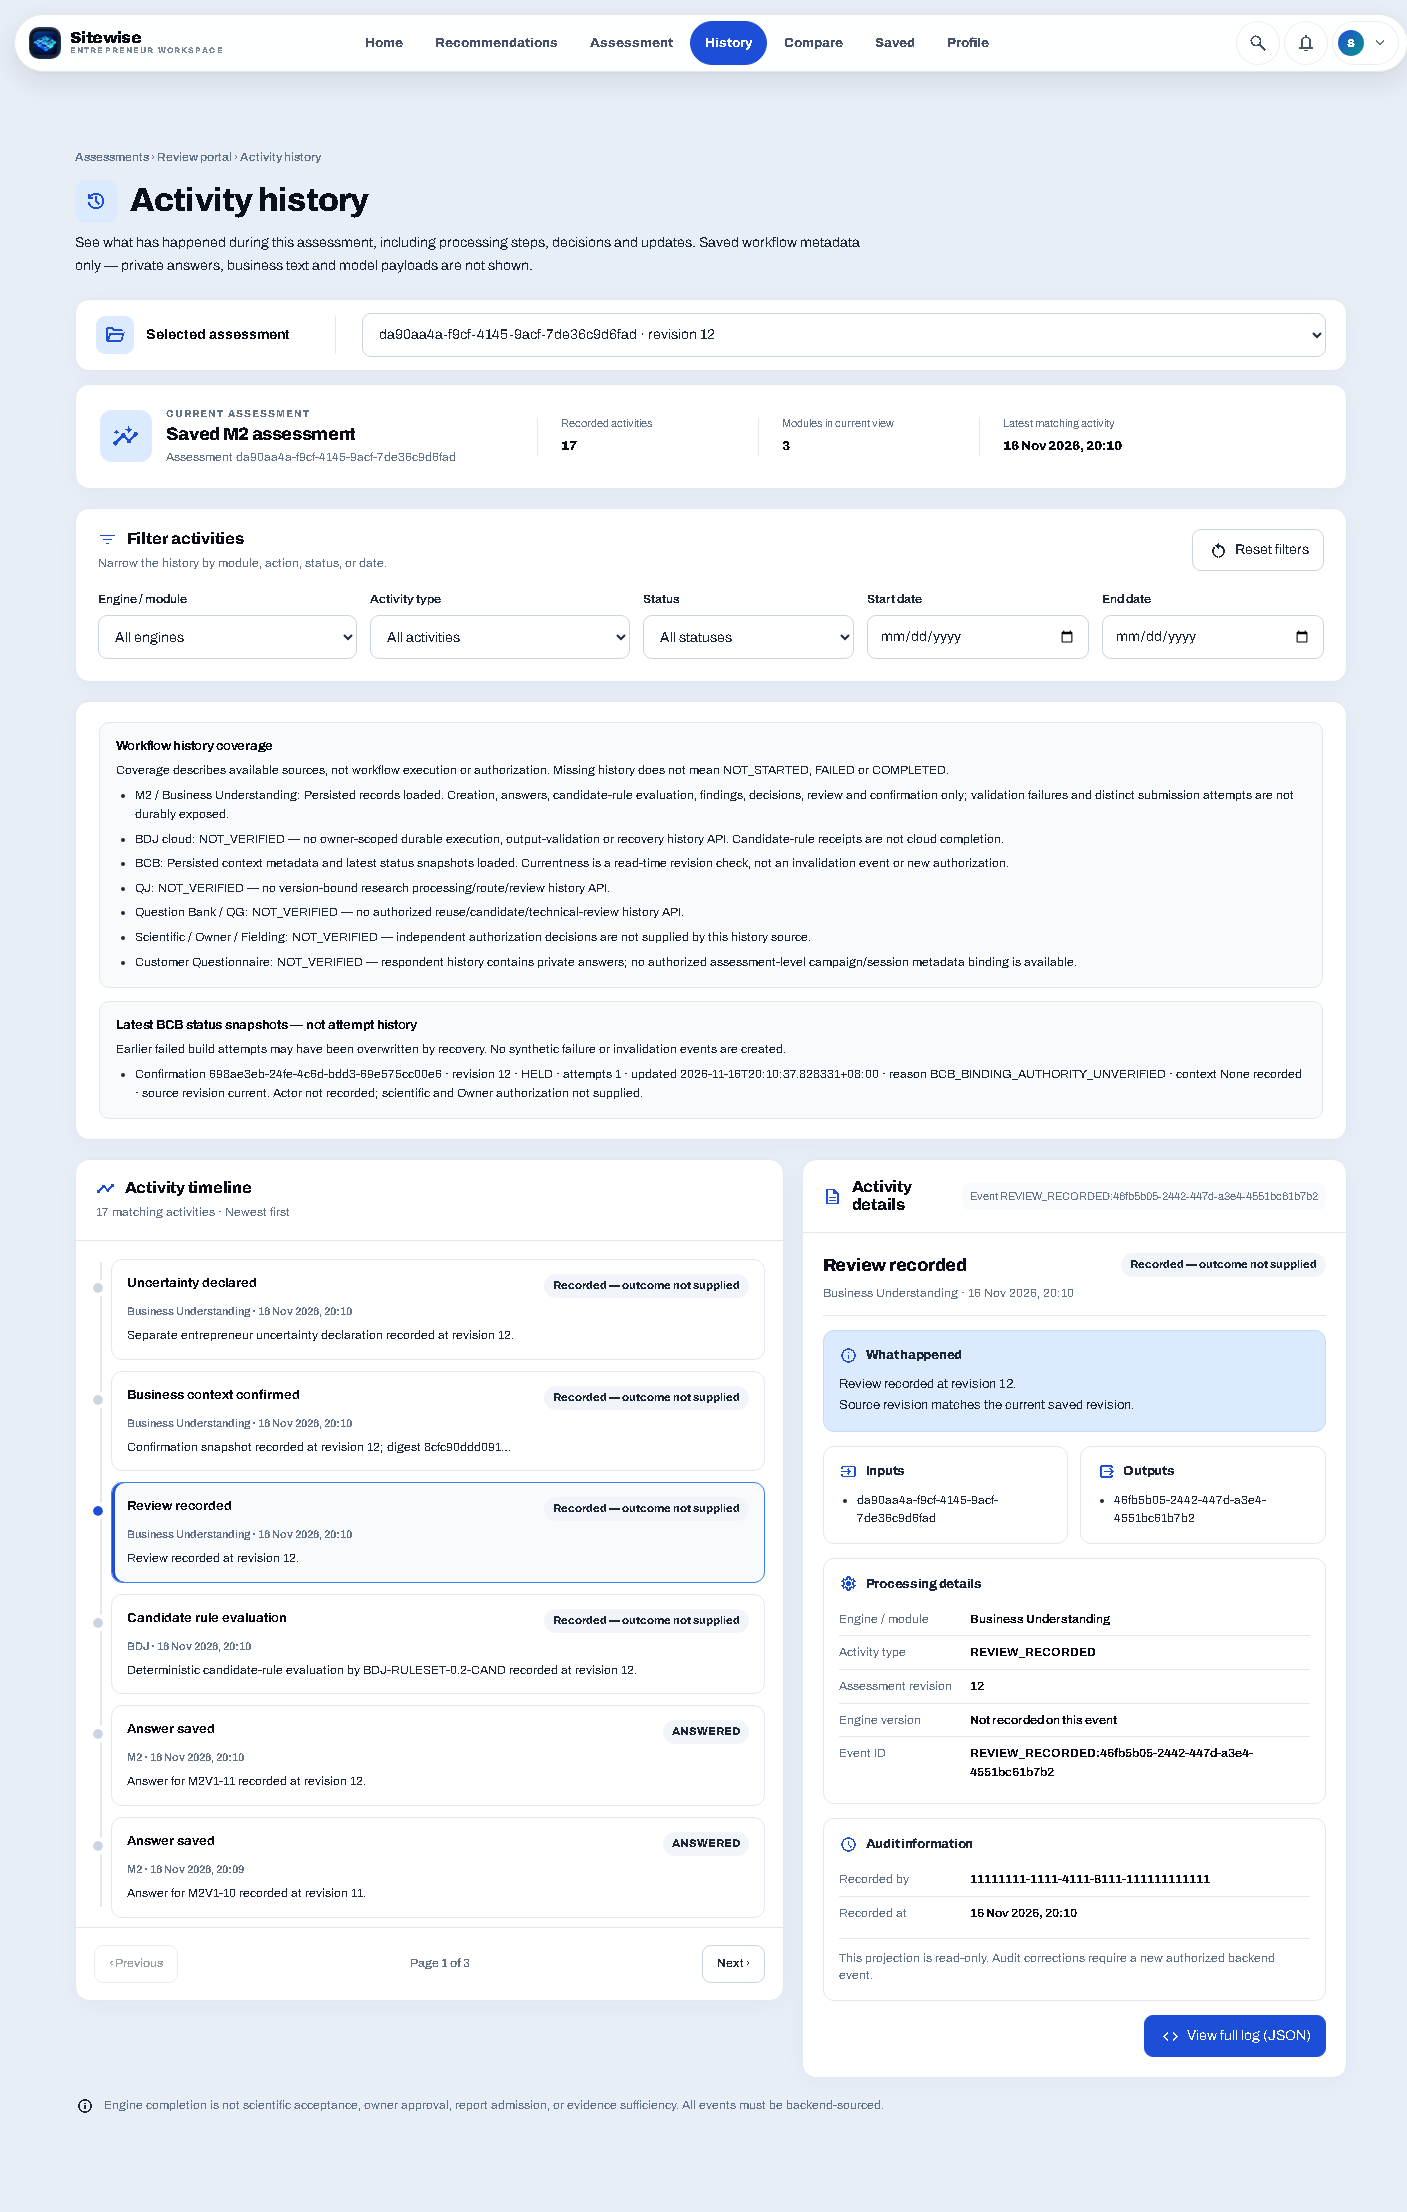 Sitewise
ENTREPRENEUR WORKSPACE
Home
Recommendations
Assessment
History
Compare
Saved
Profile
S
Assessments › Review portal › Activity history
Activity history
See what has happened during this assessment, including processing steps, decisions and updates. Saved workflow metadata
only — private answers, business text and model payloads are not shown.
Selected assessment
da90aa4a-f9cf-4145-9acf-7de36c9d6fad · revision 12
CURRENT ASSESSMENT
Saved M2 assessment
Assessment da90aa4a-f9cf-4145-9acf-7de36c9d6fad
Recorded activities
17
Modules in current view
3
Latest matching activity
16 Nov 2026, 20:10
Filter activities
Narrow the history by module, action, status, or date.
Reset filters
Engine / module
All engines
Activity type
All activities
Status
All statuses
Start date
mm/dd/yyyy
End date
mm/dd/yyyy
Workflow history coverage
Coverage describes available sources, not workflow execution or authorization. Missing history does not mean NOT_STARTED, FAILED or COMPLETED.
• M2 / Business Understanding: Persisted records loaded. Creation, answers, candidate-rule evaluation, findings, decisions, review and confirmation only; validation failures and distinct submission attempts are not
durably exposed.
• BDJ cloud: NOT_VERIFIED — no owner-scoped durable execution, output-validation or recovery history API. Candidate-rule receipts are not cloud completion.
• BCB: Persisted context metadata and latest status snapshots loaded. Currentness is a read-time revision check, not an invalidation event or new authorization.
• QJ: NOT_VERIFIED — no version-bound research processing/route/review history API.
• Question Bank / QG: NOT_VERIFIED — no authorized reuse/candidate/technical-review history API.
• Scientific / Owner / Fielding: NOT_VERIFIED — independent authorization decisions are not supplied by this history source.
• Customer Questionnaire: NOT_VERIFIED — respondent history contains private answers; no authorized assessment-level campaign/session metadata binding is available.
Latest BCB status snapshots — not attempt history
Earlier failed build attempts may have been overwritten by recovery. No synthetic failure or invalidation events are created.
• Confirmation 698ae3eb-24fe-4c6d-bdd3-69e575cc00e6 · revision 12 · HELD · attempts 1 · updated 2026-11-16T20:10:37.828331+08:00 · reason BCB_BINDING_AUTHORITY_UNVERIFIED · context None recorded
· source revision current. Actor not recorded; scientific and Owner authorization not supplied.
Activity timeline
17 matching activities · Newest first
Uncertainty declared
Recorded — outcome not supplied
Business Understanding · 16 Nov 2026, 20:10
Separate entrepreneur uncertainty declaration recorded at revision 12.
Business context confirmed
Recorded — outcome not supplied
Business Understanding · 16 Nov 2026, 20:10
Confirmation snapshot recorded at revision 12; digest 8cfc90ddd091...
Review recorded
Recorded — outcome not supplied
Business Understanding · 16 Nov 2026, 20:10
Review recorded at revision 12.
Candidate rule evaluation
Recorded — outcome not supplied
BDJ · 16 Nov 2026, 20:10
Deterministic candidate-rule evaluation by BDJ-RULESET-0.2-CAND recorded at revision 12.
Answer saved
ANSWERED
M2 · 16 Nov 2026, 20:10
Answer for M2V1-11 recorded at revision 12.
Answer saved
ANSWERED
M2 · 16 Nov 2026, 20:09
Answer for M2V1-10 recorded at revision 11.
‹ Previous
Page 1 of 3
Next ›
Activity
details
Event REVIEW_RECORDED:46fb5b05-2442-447d-a3e4-4551bc61b7b2
Review recorded
Recorded — outcome not supplied
Business Understanding · 16 Nov 2026, 20:10
What happened
Review recorded at revision 12.
Source revision matches the current saved revision.
Inputs
• da90aa4a-f9cf-4145-9acf-
7de36c9d6fad
Outputs
• 46fb5b05-2442-447d-a3e4-
4551bc61b7b2
Processing details
Engine / module Business Understanding
Activity type REVIEW_RECORDED
Assessment revision 12
Engine version Not recorded on this event
Event ID REVIEW_RECORDED:46fb5b05-2442-447d-a3e4-
4551bc61b7b2
Audit information
Recorded by 11111111-1111-4111-8111-111111111111
Recorded at 16 Nov 2026, 20:10
This projection is read-only. Audit corrections require a new authorized backend
event.
View full log (JSON)
Engine completion is not scientific acceptance, owner approval, report admission, or evidence sufficiency. All events must be backend-sourced.